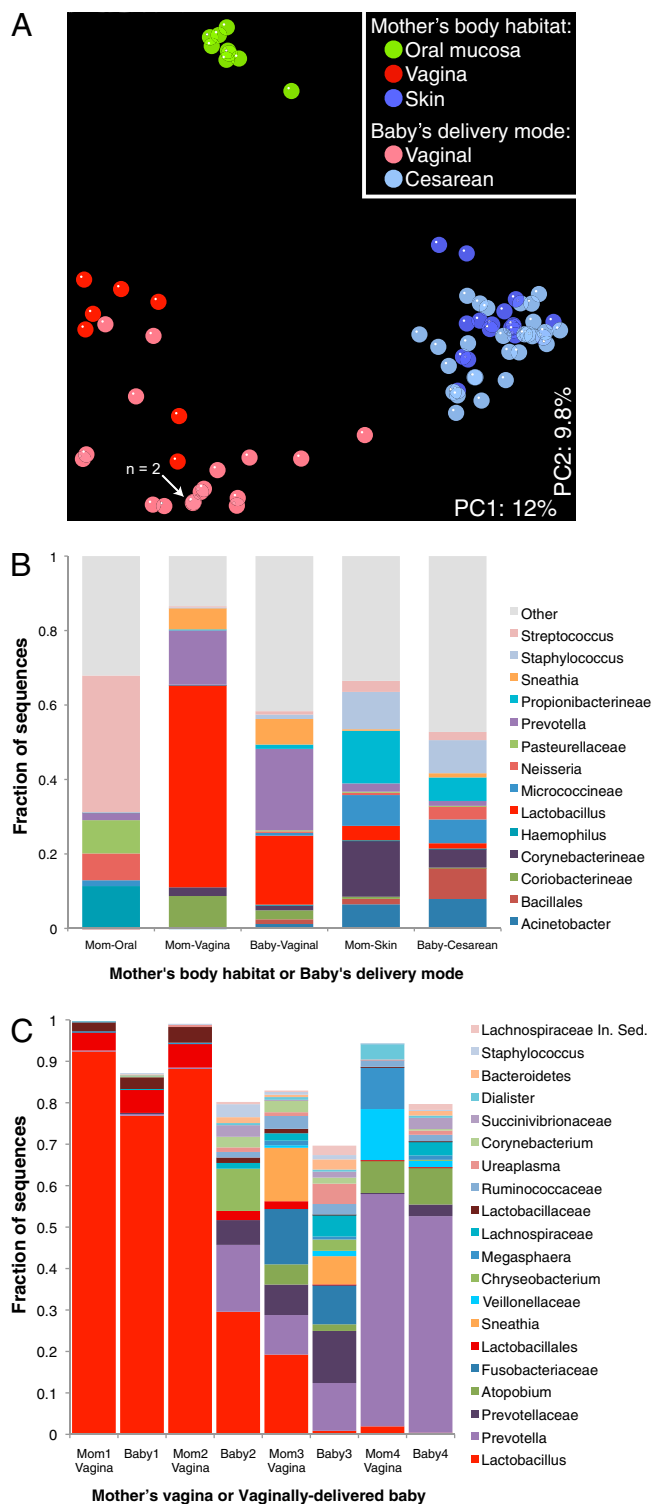 A
Mother's body habitat:
Oral mucosa
Vagina
Skin
Baby's delivery mode:
Vaginal
Cesarean
n = 2
PC2: 9.8%
PC1: 12%
B
Fraction of sequences
1
0.8
0.6
0.4
0.2
0
Mom-Oral
Mom-Vagina
Baby-Vaginal
Mom-Skin
Baby-Cesarean
Mother's body habitat or Baby's delivery mode
Other
Streptococcus
Staphylococcus
Sneathia
Propionibacterineae
Prevotella
Pasteurellaceae
Neisseria
Micrococcineae
Lactobacillus
Haemophilus
Corynebacterineae
Coriobacterineae
Bacillales
Acinetobacter
C
Fraction of sequences
1
0.9
0.8
0.7
0.6
0.5
0.4
0.3
0.2
0.1
0
Mom1 Vagina
Baby1
Mom2 Vagina
Baby2
Mom3 Vagina
Baby3
Mom4 Vagina
Baby4
Mother's vagina or Vaginally-delivered baby
Lachnospiraceae In. Sed.
Staphylococcus
Bacteroidetes
Dialister
Succinivibrionaceae
Corynebacterium
Ureaplasma
Ruminococcaceae
Lactobacillaceae
Lachnospiraceae
Megasphaera
Chryseobacterium
Veillonellaceae
Sneathia
Lactobacillales
Fusobacteriaceae
Atopobium
Prevotellaceae
Prevotella
Lactobacillus